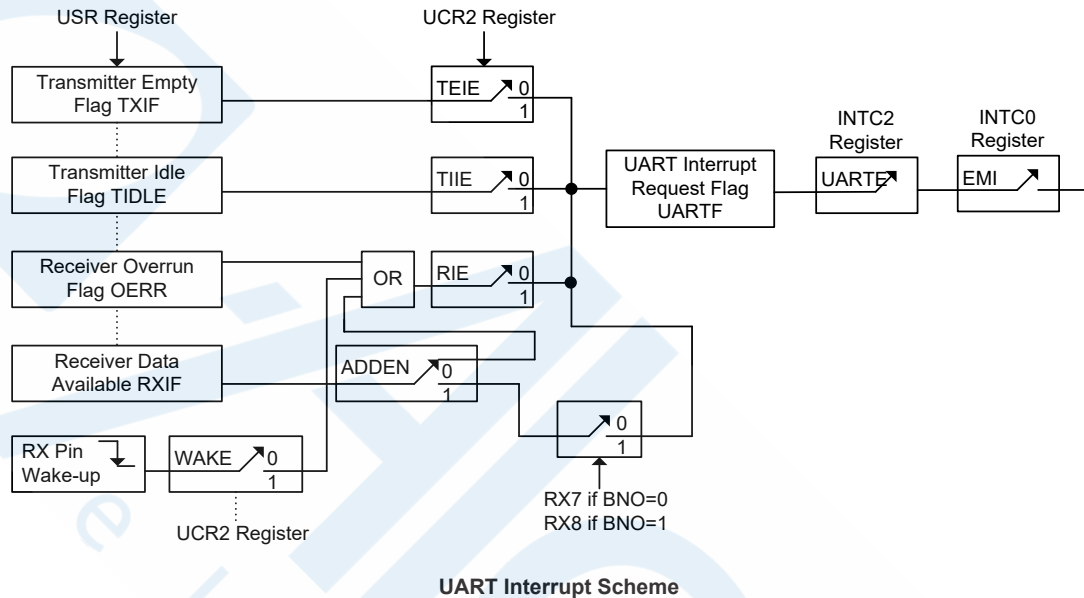 USR Register
UCR2 Register
Transmitter Empty
Flag TXIF
TEIE
0
1
INTC2
Register
INTC0
Register
Transmitter Idle
Flag TIDLE
TIIE
0
1
UART Interrupt
Request Flag
UARTF
UARTE
EMI
Receiver Overrun
Flag OERR
OR
RIE
0
1
Receiver Data
Available RXIF
ADDEN
0
1
0
1
RX Pin
Wake-up
WAKE
0
1
RX7 if BNO=0
RX8 if BNO=1
UCR2 Register
UART Interrupt Scheme